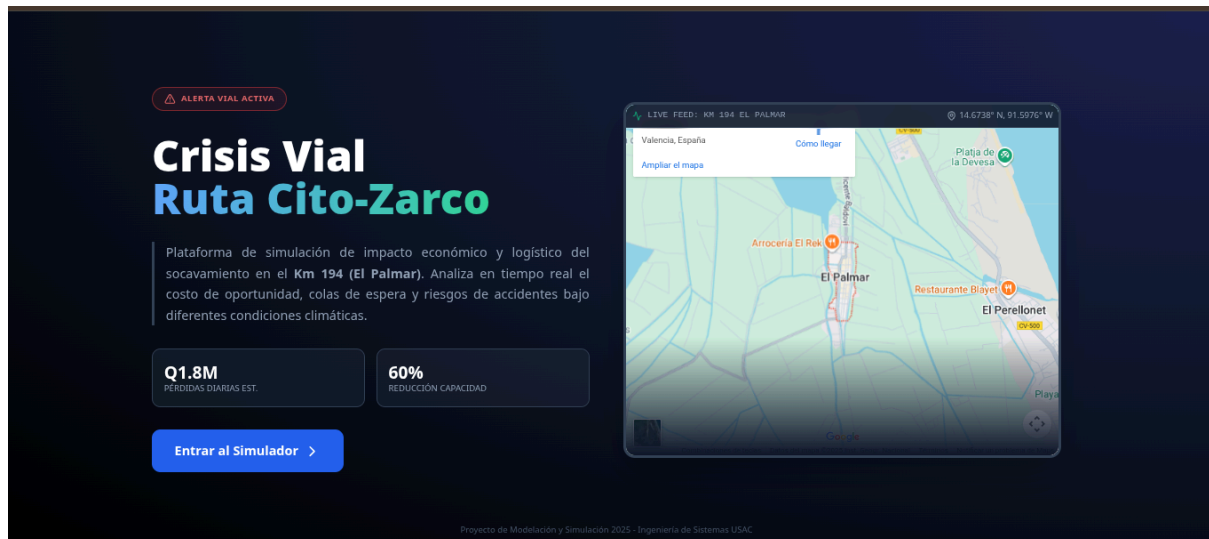 ALERTA VIAL ACTIVA
Crisis Vial
Ruta Cito-Zarco
Plataforma de simulación de impacto económico y logístico del
socavamiento en el Km 194 (El Palmar). Analiza en tiempo real el
costo de oportunidad, colas de espera y riesgos de accidentes bajo
diferentes condiciones climáticas.
Q1.8M
PÉRDIDAS DIARIAS EST.
60%
REDUCCIÓN CAPACIDAD
Entrar al Simulador
LIVE FEED: KM 194 EL PALMAR
14.6738° N, 91.5976° W
Valencia, España
Cómo llegar
Ampliar el mapa
CV-500
Platja de
la Devesa
Arrocería El Rek
El Palmar
Restaurante Blayet
El Perellonet
CV-500
Playa
Google
Proyecto de Modelación y Simulación 2025 - Ingeniería de Sistemas USAC